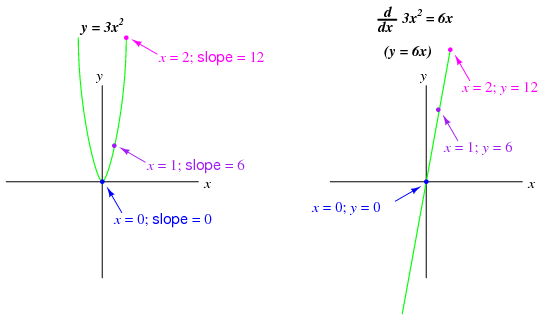 y = 3x²
x = 2; slope = 12
y
x = 1; slope = 6
x
x = 0; slope = 0
d/dx 3x² = 6x
(y = 6x)
y
x = 2; y = 12
x = 1; y = 6
x
x = 0; y = 0